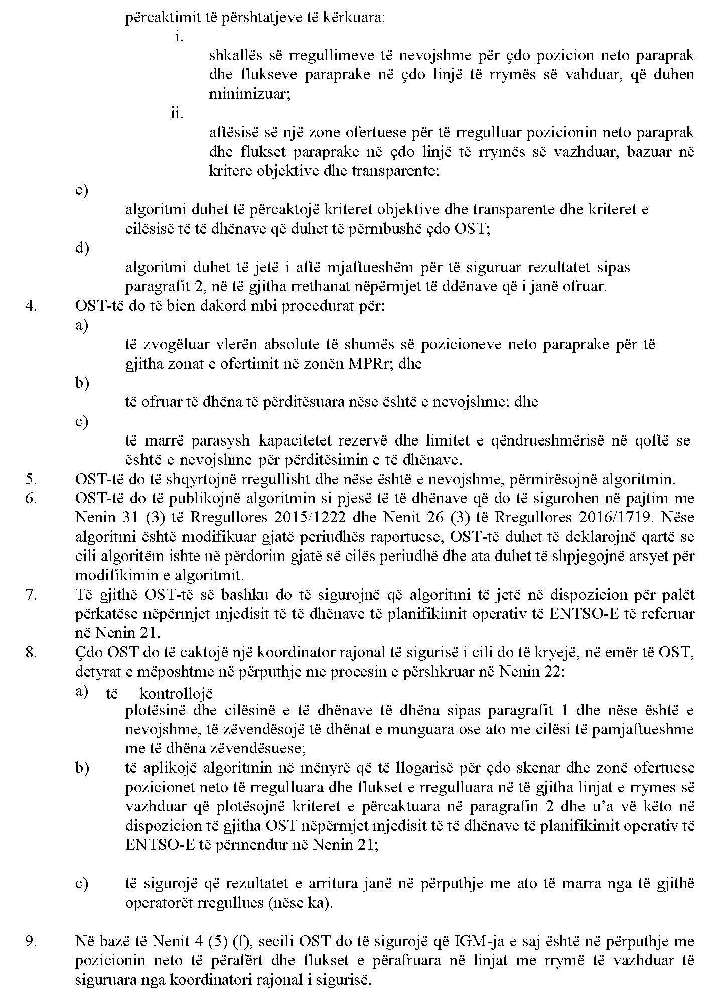 përcaktimit të përshtatjeve të kërkuara:
i.
shkallës së rregullimeve të nevojshme për çdo pozicion neto paraprak
dhe flukseve paraprake në çdo linjë të rrymës së vahduar, që duhen
minimizuar;
ii.
aftësisë së një zone ofertuese për të rregulluar pozicionin neto paraprak
dhe flukset paraprake në çdo linjë të rrymës së vazhduar, bazuar në
kritere objektive dhe transparente;
c)
algoritmi duhet të përcaktojë kriteret objektive dhe transparente dhe kriteret e
cilësisë të të dhënave që duhet të përmbushë çdo OST;
d)
algoritmi duhet të jetë i aftë mjaftueshëm për të siguruar rezultatet sipas
paragrafit 2, në të gjitha rrethanat nëpërmjet të ddënave që i janë ofruar.
4. OST-të do të bien dakord mbi procedurat për:
a)
të zvogëluar vlerën absolute të shumës së pozicioneve neto paraprake për të
gjitha zonat e ofertimit në zonën MPRr; dhe
b)
të ofruar të dhëna të përditësuara nëse është e nevojshme; dhe
c)
të marrë parasysh kapacitetet rezervë dhe limitet e qëndrueshmërisë në qoftë se
është e nevojshme për përditësimin e të dhënave.
5. OST-të do të shqyrtojnë rregullisht dhe nëse është e nevojshme, përmirësojnë algoritmin.
6. OST-të do të publikojnë algoritmin si pjesë të të dhënave që do të sigurohen në pajtim me
Nenin 31 (3) të Rregullores 2015/1222 dhe Nenit 26 (3) të Rregullores 2016/1719. Nëse
algoritmi është modifikuar gjatë periudhës raportuese, OST-të duhet të deklarojnë qartë se
cili algoritëm ishte në përdorim gjatë së cilës periudhë dhe ata duhet të shpjegojnë arsyet për
modifikimin e algoritmit.
7. Të gjithë OST-të së bashku do të sigurojnë që algoritmi të jetë në dispozicion për palët
përkatëse nëpërmjet mjedisit të të dhënave të planifikimit operativ të ENTSO-E të referuar
në Nenin 21.
8. Çdo OST do të caktojë një koordinator rajonal të sigurisë i cili do të kryejë, në emër të OST,
detyrat e mëposhtme në përputhje me procesin e përshkruar në Nenin 22:
a) të kontrollojë
plotësinë dhe cilësinë e të dhënave të dhëna sipas paragrafit 1 dhe nëse është e
nevojshme, të zëvendësojë të dhënat e munguara ose ato me cilësi të pamjaftueshme
me të dhëna zëvendësuese;
b) të aplikojë algoritmin në mënyrë që të llogarisë për çdo skenar dhe zonë ofertuese
pozicionet neto të rregulluara dhe flukset e rregulluara në të gjitha linjat e rrymes së
vazhduar që plotësojnë kriteret e përcaktuara në paragrafin 2 dhe u’a vë këto në
dispozicion të gjitha OST nëpërmjet mjedisit të të dhënave të planifikimit operativ të
ENTSO-E të përmendur në Nenin 21;
c) të sigurojë që rezultatet e arritura janë në përputhje me ato të marra nga të gjithë
operatorët rregullues (nëse ka).
9. Në bazë të Nenit 4 (5) (f), secili OST do të sigurojë që IGM-ja e saj është në përputhje me
pozicionin neto të përafërt dhe flukset e përafruara në linjat me rrymë të vazhduar të
siguruara nga koordinatori rajonal i sigurisë.